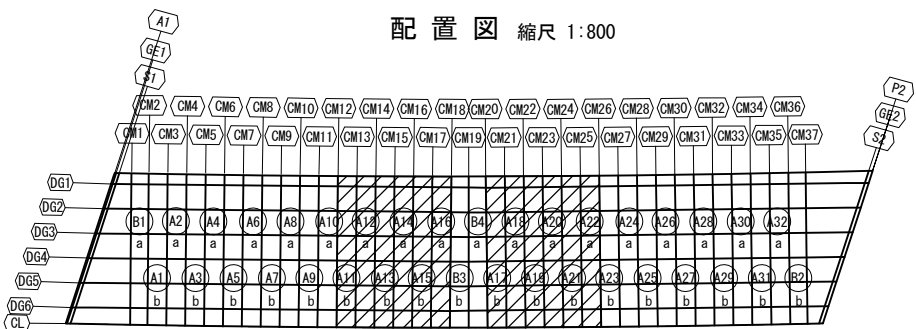 配置図 縮尺 1:800
A1
GE1
S1
P2
GE2
S2
CM2 CM4 CM6 CM8 CM10 CM12 CM14 CM16 CM18 CM20 CM22 CM24 CM26 CM28 CM30 CM32 CM34 CM36
CM1 CM3 CM5 CM7 CM9 CM11 CM13 CM15 CM17 CM19 CM21 CM23 CM25 CM27 CM29 CM31 CM33 CM35 CM37
DG1
DG2
B1 A2 A4 A6 A8 A10 A12 A14 A16 B4 A18 A20 A22 A24 A26 A28 A30 A32
DG3
a a a a a a a a a a a a a a a a a a
DG4
A1 A3 A5 A7 A9 A11 A13 A15 B3 A17 A19 A21 A23 A25 A27 A29 A31 B2
DG5
b b b b b b b b b b b b b b b b b b
DG6
CL